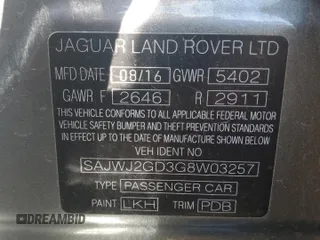 JAGUAR LAND ROVER LTD
MFD DATE 08/16 GVWR 5402
GAWR F 2646 R 2911
THIS VEHICLE CONFORMS TO ALL APPLICABLE FEDERAL MOTOR
VEHICLE SAFETY BUMPER AND THEFT PREVENTION STANDARDS
IN EFFECT UP TO THE DATE OF MANUFACTURE SHOWN ABOVE
VEH IDENT NO
SAJWJ2GD3G8W03257
TYPE PASSENGER CAR
PAINT LKH TRIM PDB
DREAMBID